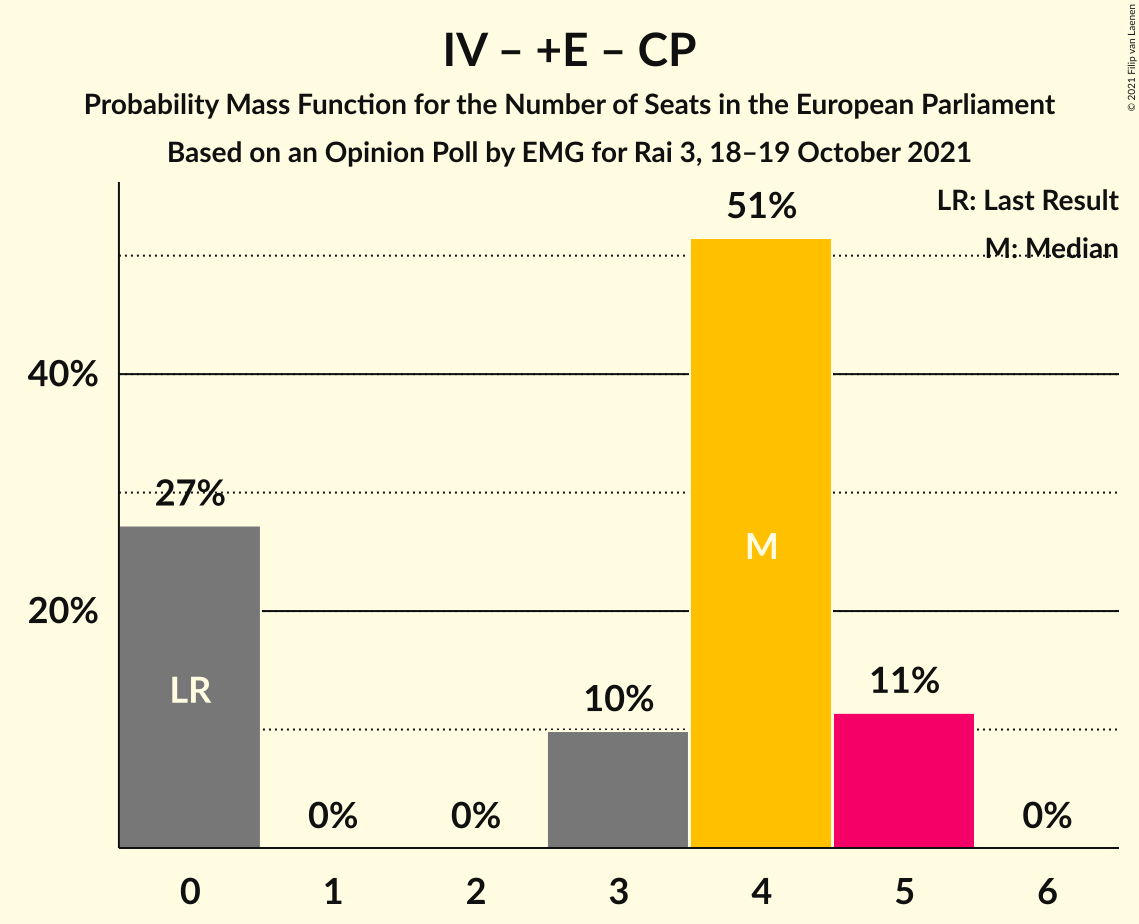 IV – +E – CP
Probability Mass Function for the Number of Seats in the European Parliament
Based on an Opinion Poll by EMG for Rai 3, 18–19 October 2021
© 2021 Filip van Laenen
LR: Last Result
M: Median
51%
40%
27%
M
20%
LR
10%
11%
0%
0%
0%
0
1
2
3
4
5
6